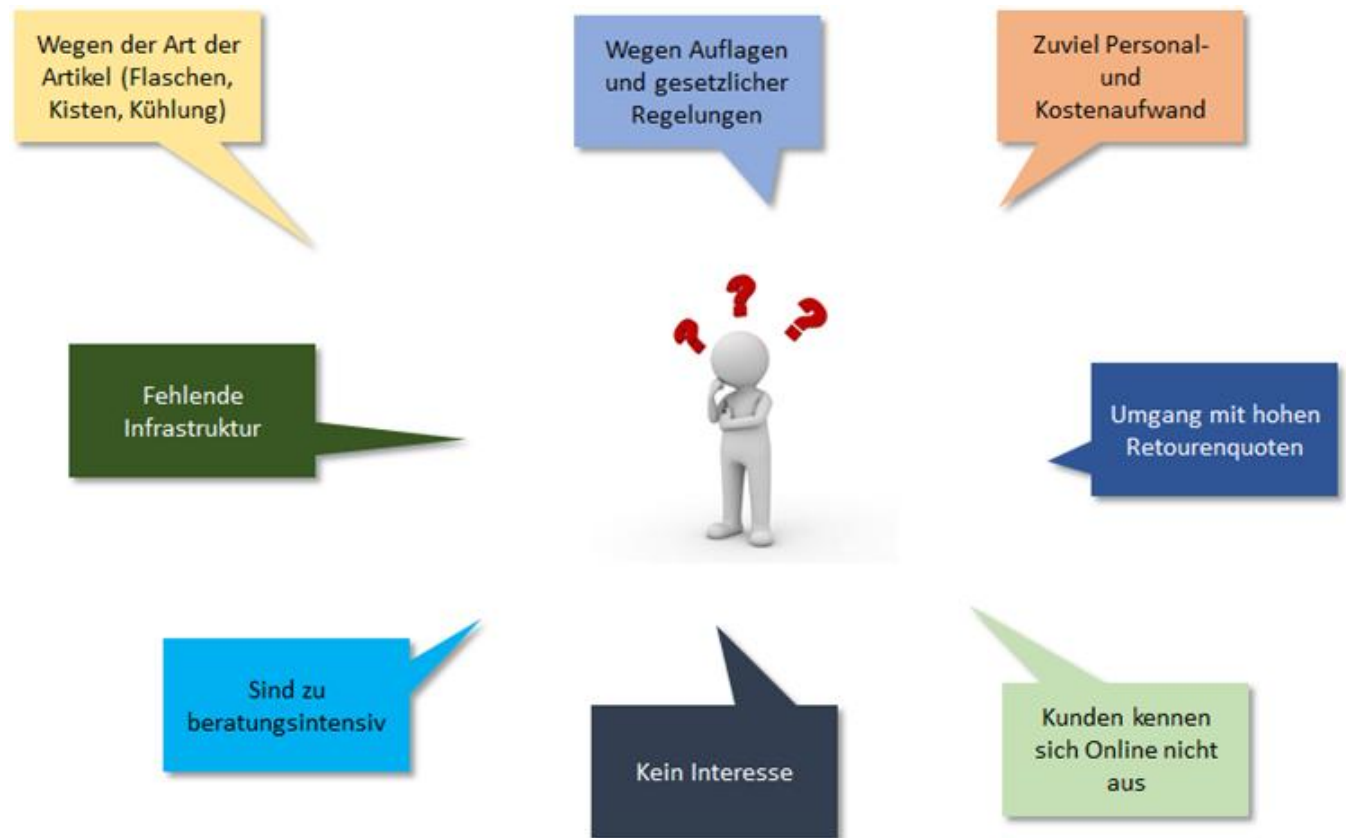 Wegen der Art der
Artikel (Flaschen,
Kisten, Kühlung)
Wegen Auflagen
und gesetzlicher
Regelungen
Zuviel Personal-
und
Kostenaufwand
Fehlende
Infrastruktur
Umgang mit hohen
Retourenquoten
Sind zu
beratungsintensiv
Kein Interesse
Kunden kennen
sich Online nicht
aus